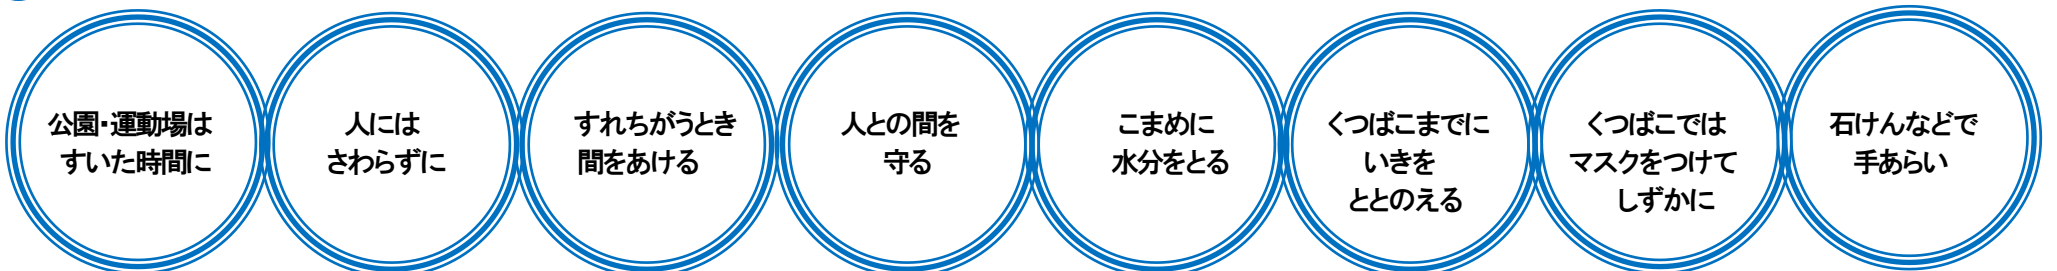 公園・運動場は
すいた時間に
人には
さわらずに
すれちがうとき
間をあける
人との間を
守る
こまめに
水分をとる
くつばこまでに
いきを
ととのえる
くつばこでは
マスクをつけて
しずかに
石けんなどで
手あらい